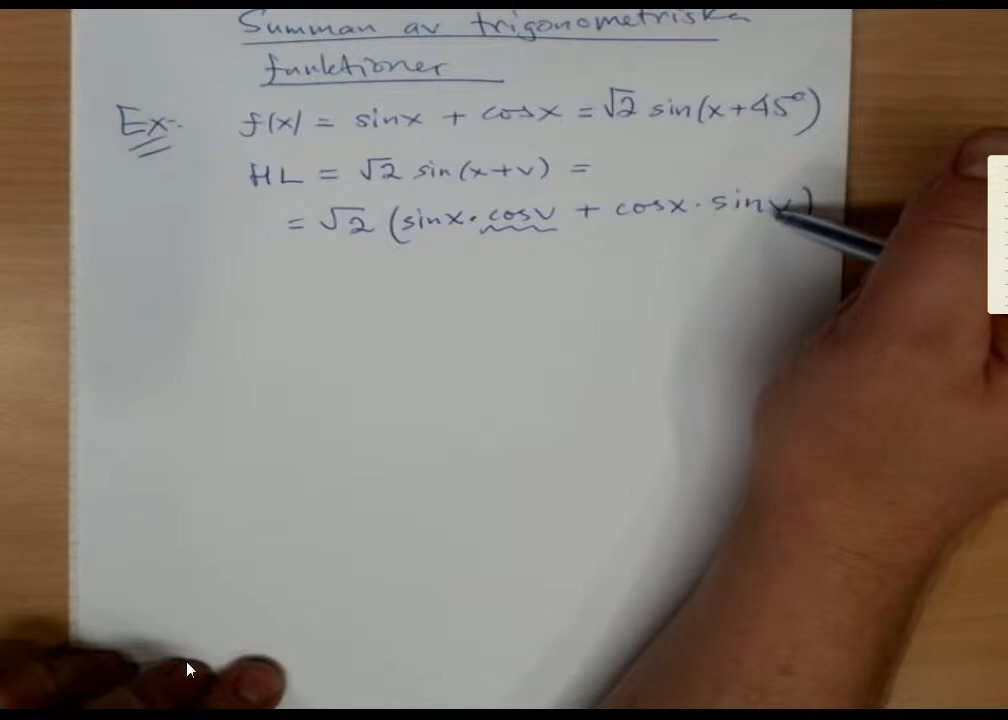 Summan av trigonometriska
funktioner
Ex: f(x) = sinx + cosx = √2 sin(x+45°)
HL = √2 sin(x+v) =
= √2 (sinx · cosv + cosx · sinv)